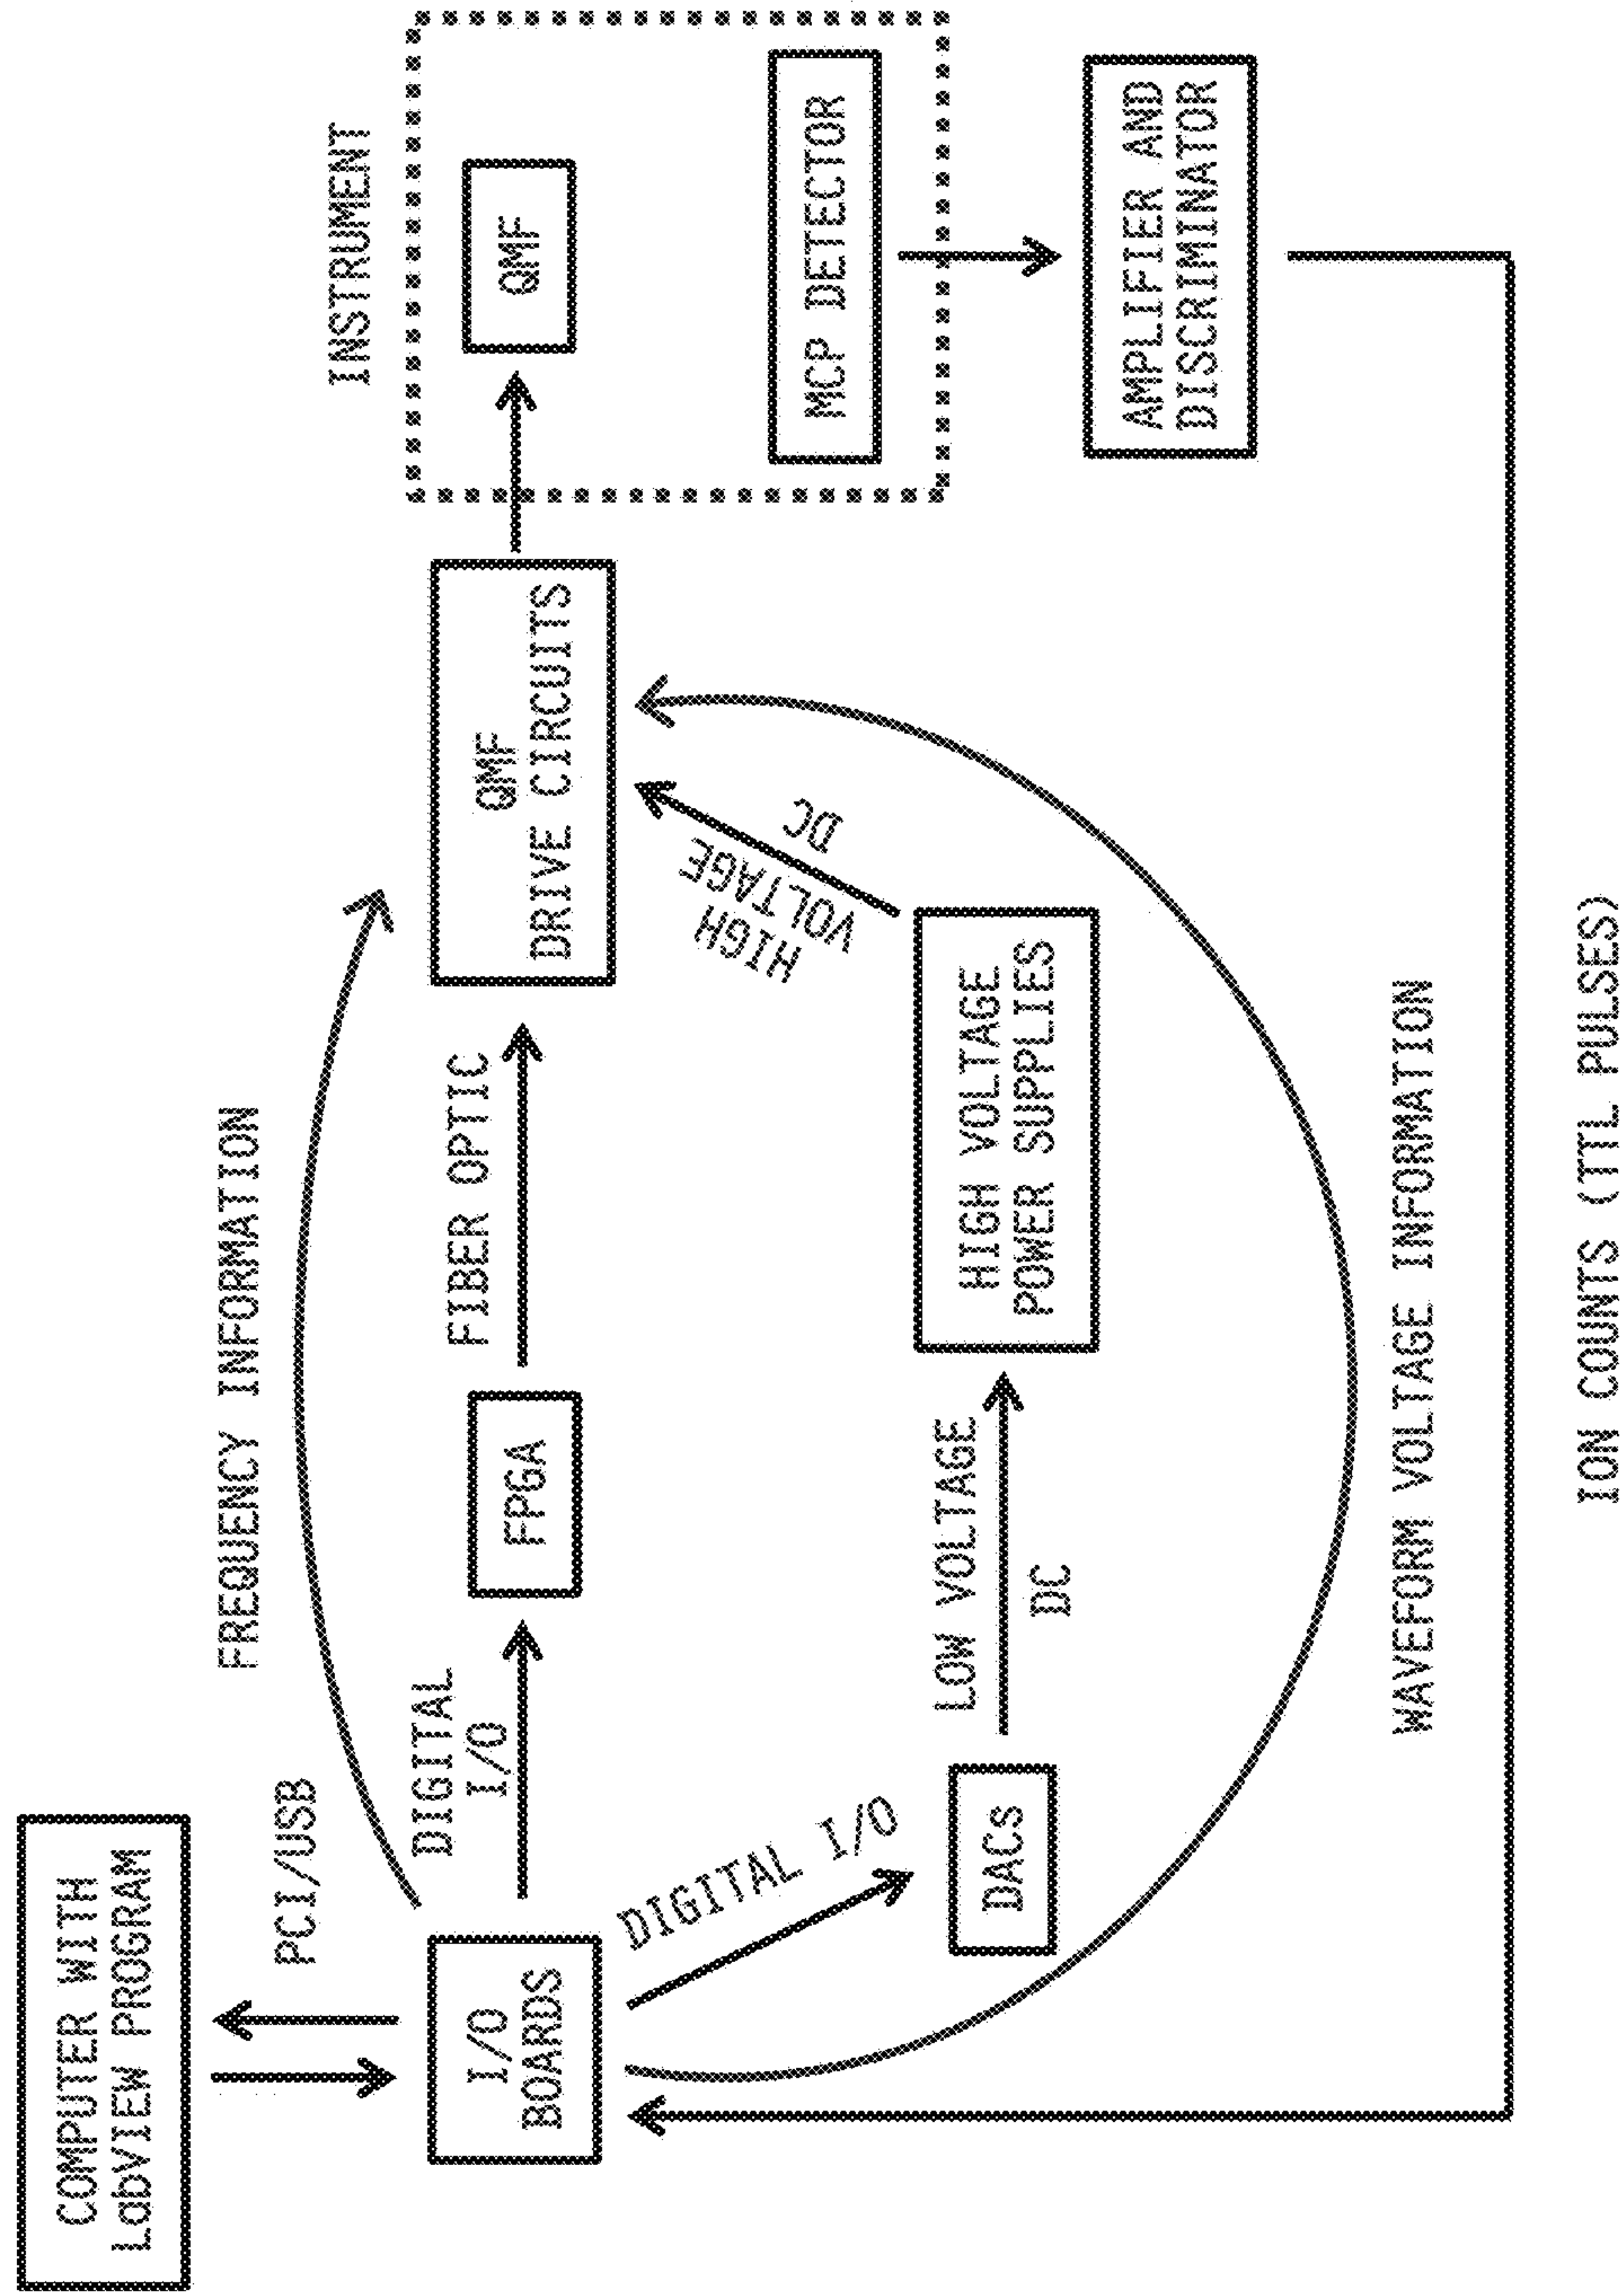 COMPUTER WITH
LabVIEW PROGRAM
PCI/USB
I/O
BOARDS
FREQUENCY INFORMATION
DIGITAL
I/O
FPGA
FIBER OPTIC
QMF
DRIVE CIRCUITS
INSTRUMENT
QMF
MCP DETECTOR
AMPLIFIER AND
DISCRIMINATOR
DIGITAL I/O
DACs
LOW VOLTAGE
DC
HIGH VOLTAGE
POWER SUPPLIES
HIGH
VOLTAGE
DC
WAVEFORM VOLTAGE INFORMATION
ION COUNTS (TTL PULSES)